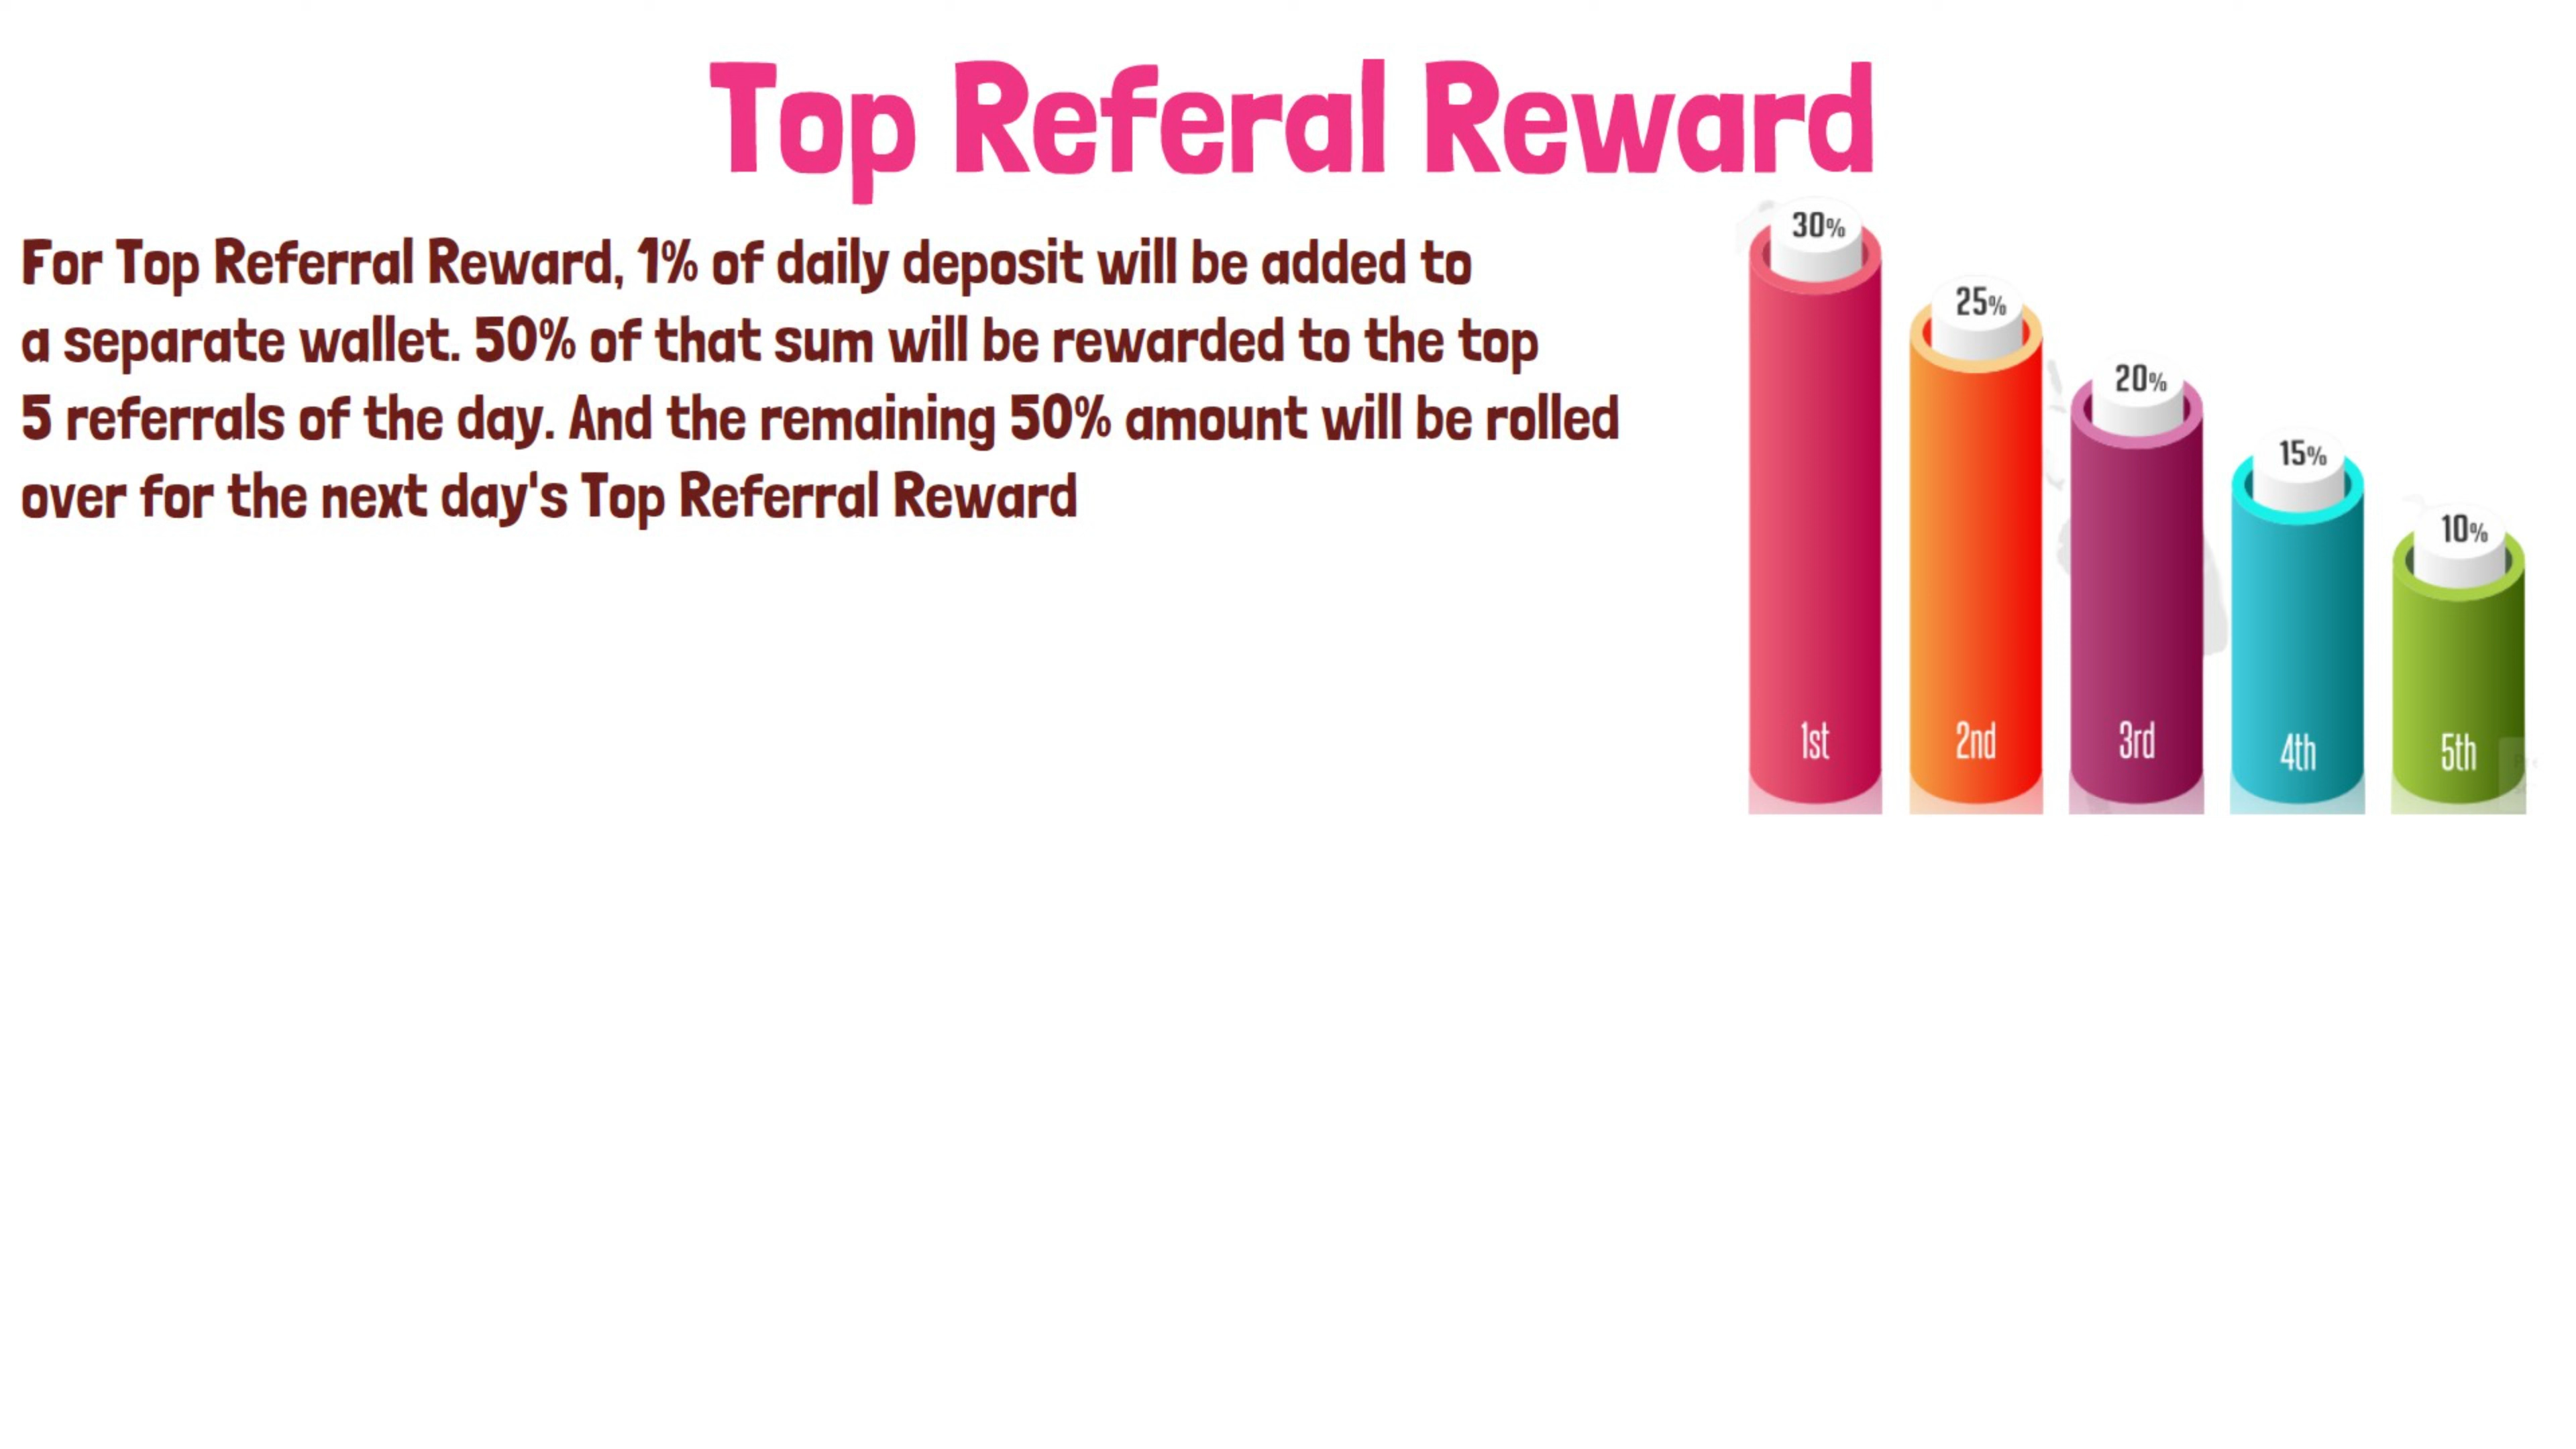 Top Referal Reward
For Top Referral Reward, 1% of daily deposit will be added to
a separate wallet. 50% of that sum will be rewarded to the top
5 referrals of the day. And the remaining 50% amount will be rolled
over for the next day's Top Referral Reward
30%
25%
20%
15%
10%
1st
2nd
3rd
4th
5th